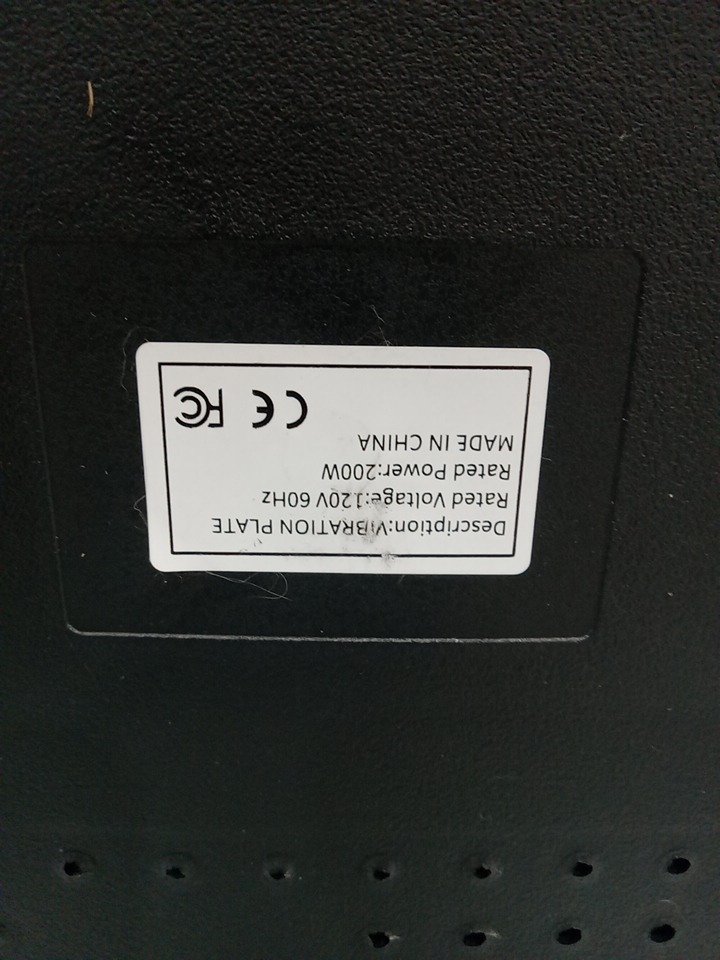 Description:VIBRATION PLATE
Rated Voltage:120V 60Hz
Rated Power:200W
MADE IN CHINA
CE FC